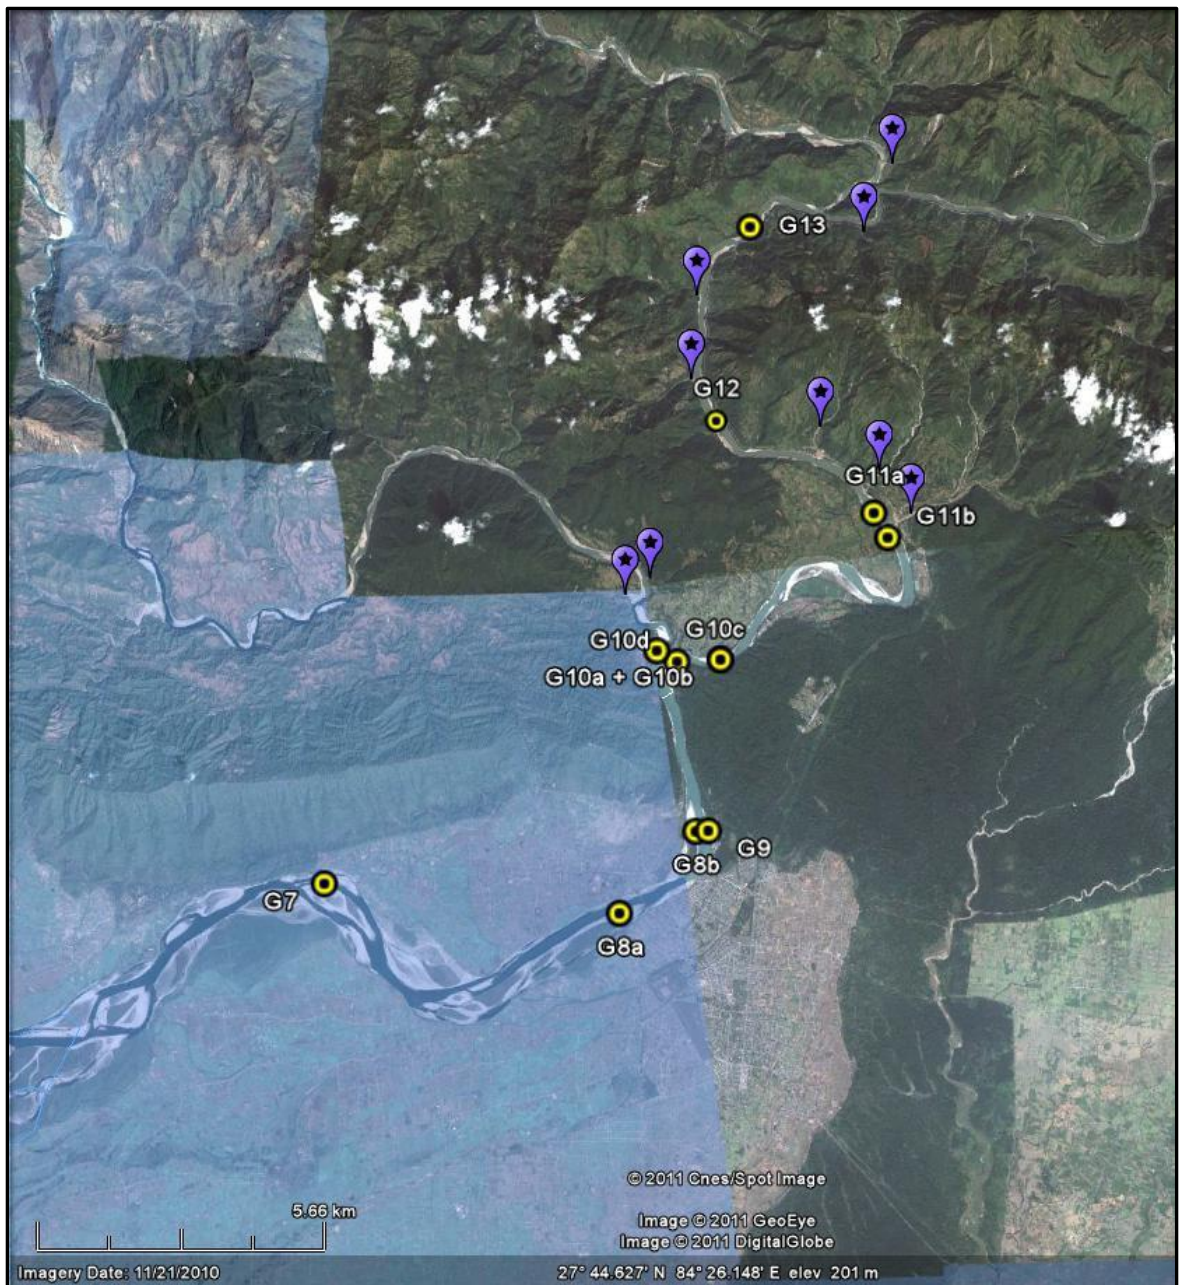 G13
G12
G11a
G11b
G10c
G10d
G10a + G10b
G9
G8b
G7
G8a
© 2011 Cnes/Spot Image
5.66 km
Image © 2011 GeoEye
Image © 2011 DigitalGlobe
Imagery Date: 11/21/2010 27° 44.627' N 84° 26.148' E elev 201 m